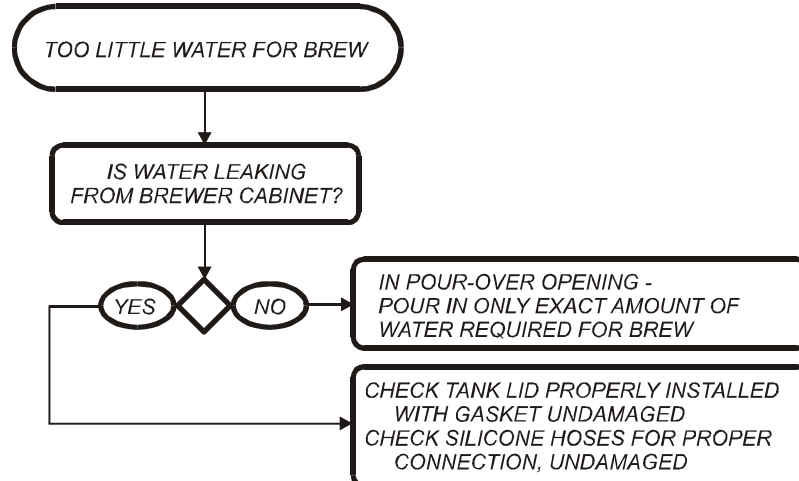 TOO LITTLE WATER FOR BREW
IS WATER LEAKING
FROM BREWER CABINET?
YES
NO
IN POUR-OVER OPENING -
POUR IN ONLY EXACT AMOUNT OF
WATER REQUIRED FOR BREW
CHECK TANK LID PROPERLY INSTALLED
WITH GASKET UNDAMAGED
CHECK SILICONE HOSES FOR PROPER
CONNECTION, UNDAMAGED